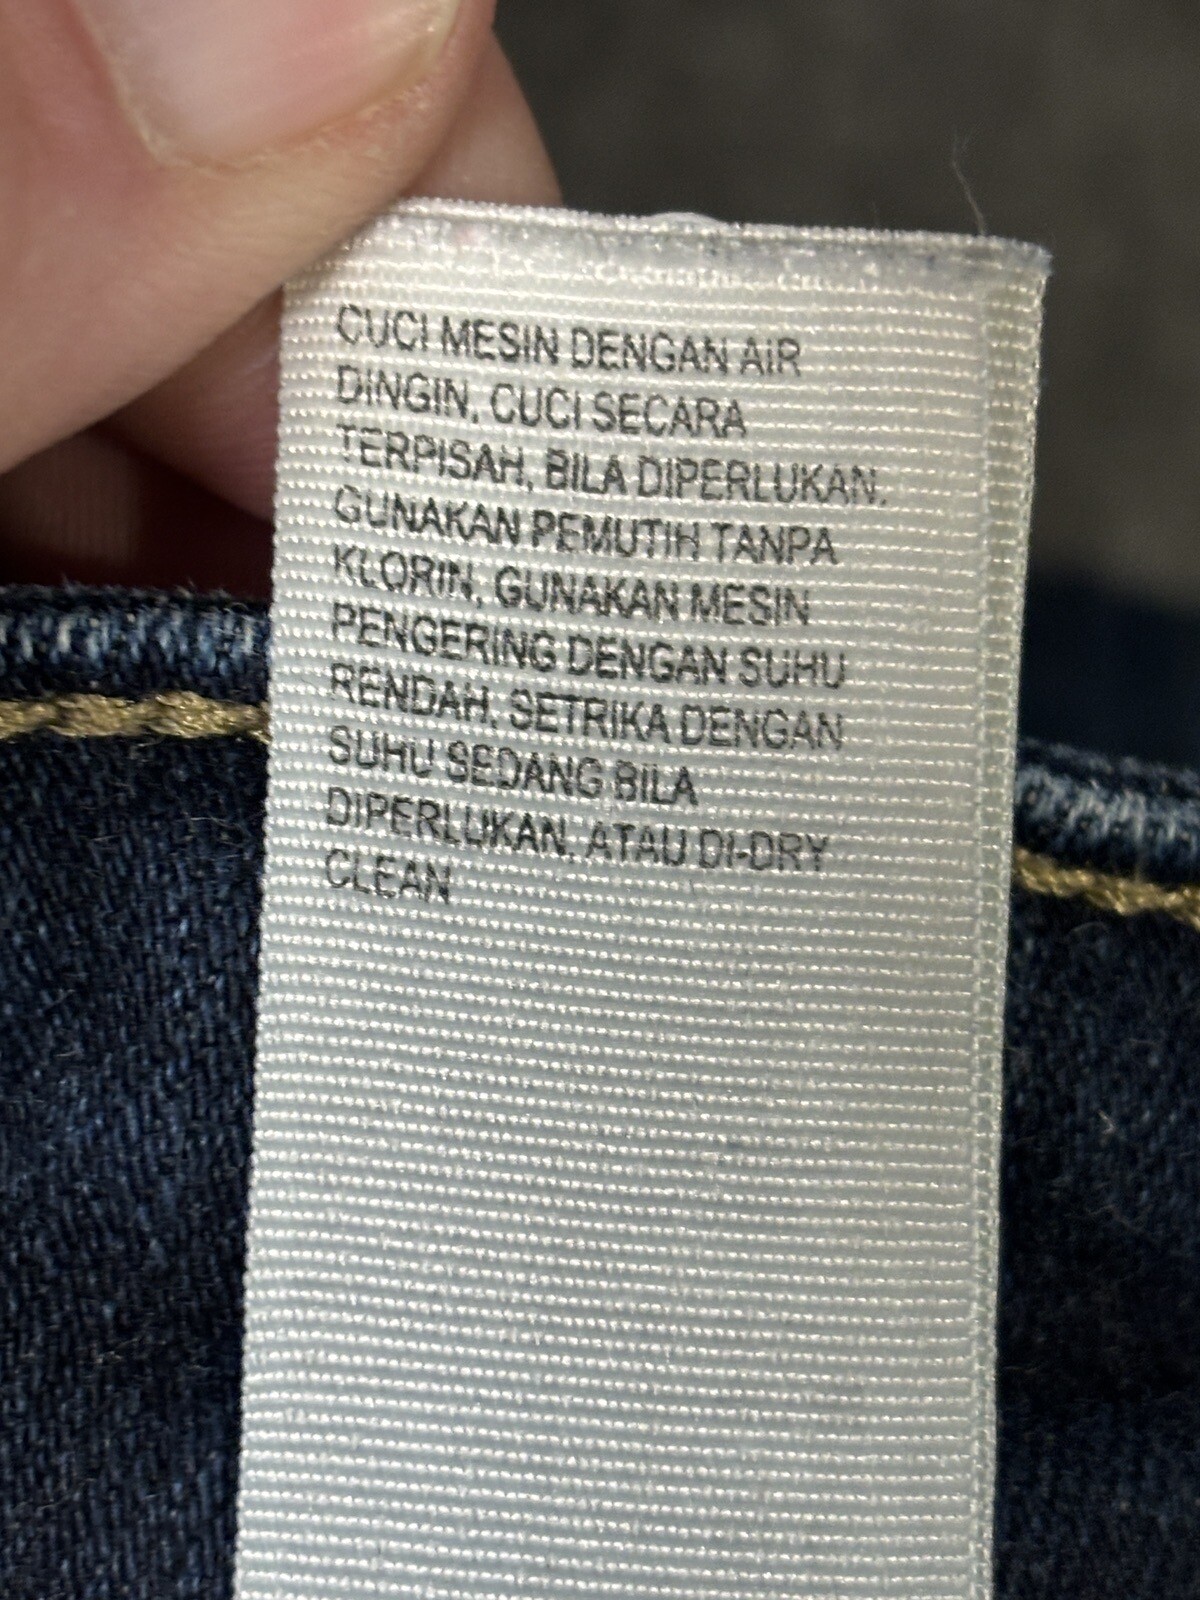 CUCI MESIN DENGAN AIR
DINGIN, CUCI SECARA
TERPISAH, BILA DIPERLUKAN.
GUNAKAN PEMUTIH TANPA
KLORIN, GUNAKAN MESIN
PENGERING DENGAN SUHU
RENDAH, SETRIKA DENGAN
SUHU SEDANG BILA
DIPERLUKAN, ATAU DI-DRY
CLEAN